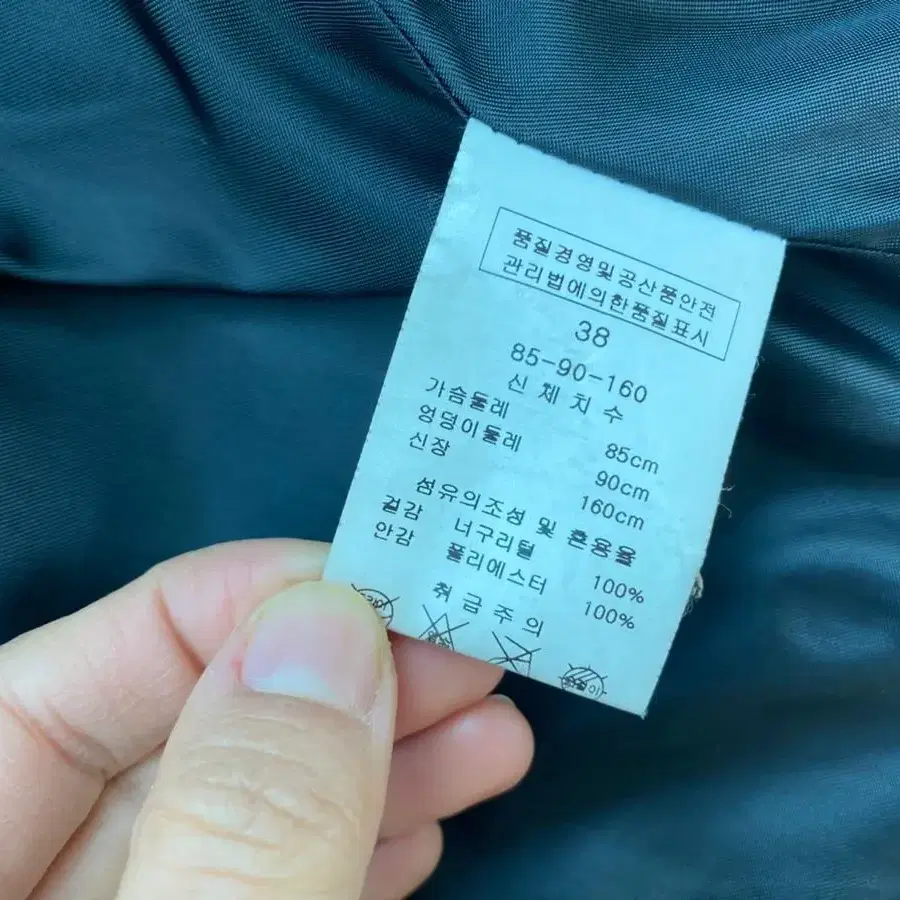 품질경영및공산품안전
관리법에의한품질표시
38
85-90-160
신체치수
가슴둘레 85cm
엉덩이둘레 90cm
신장 160cm
섬유의조성 및 혼용율
겉감 너구리털 100%
안감 폴리에스터 100%
취급주의